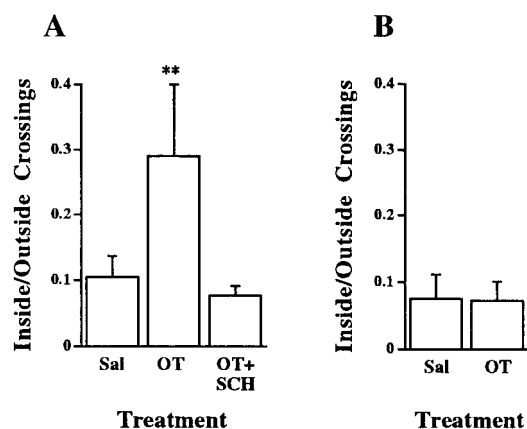 A
**
0.4
0.3
0.2
0.1
0
Inside/Outside Crossings
Sal
OT
OT+
SCH
Treatment
B
0.4
0.3
0.2
0.1
0
Inside/Outside Crossings
Sal
OT
Treatment